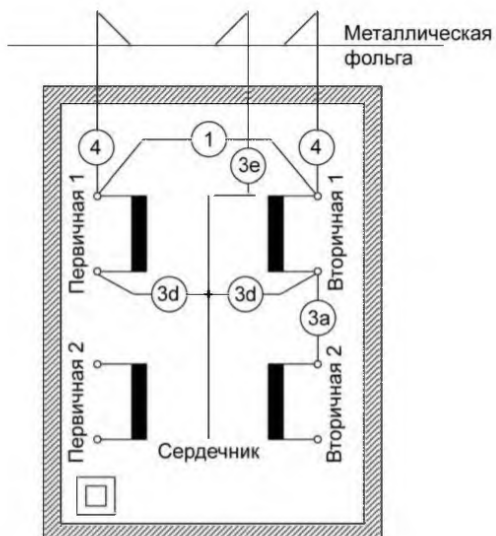 Металлическая
фольга
4
1
4
3e
Первичная 1
Вторичная 1
3d
3d
3a
Первичная 2
Вторичная 2
Сердечник